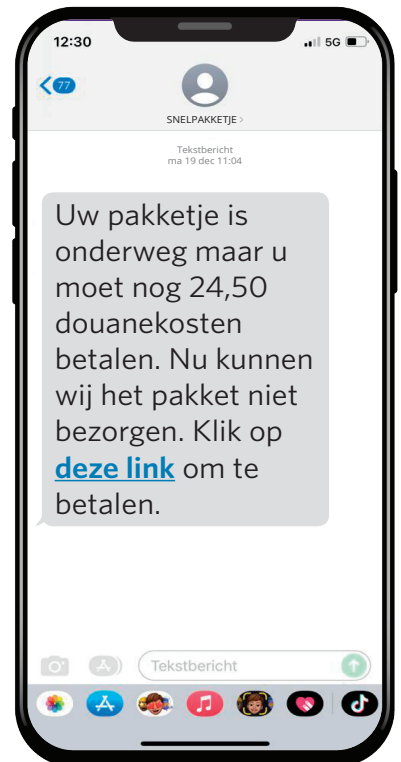 12:30
5G
77
SNELPAKKETJE >
Tekstbericht
ma 19 dec 11:04
Uw pakketje is
onderweg maar u
moet nog 24,50
douanekosten
betalen. Nu kunnen
wij het pakket niet
bezorgen. Klik op
deze link om te
betalen.
Tekstbericht